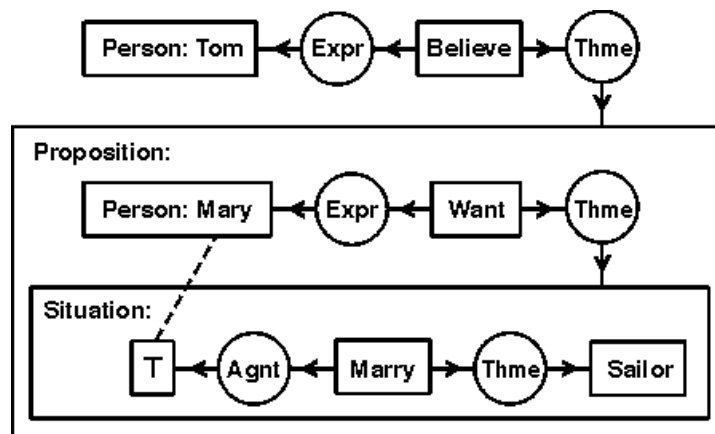 Person: Tom Expr Believe Thme
Proposition:
Person: Mary Expr Want Thme
Situation:
T Agnt Marry Thme Sailor